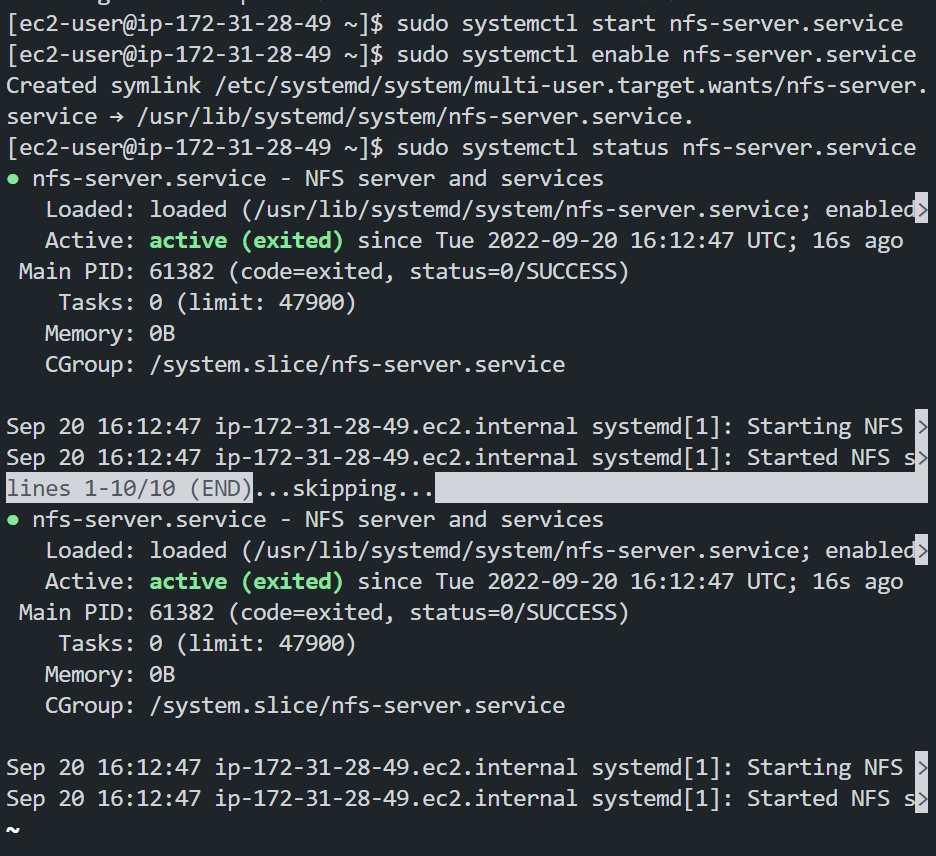 [ec2-user@ip-172-31-28-49 ~]$ sudo systemctl start nfs-server.service
[ec2-user@ip-172-31-28-49 ~]$ sudo systemctl enable nfs-server.service
Created symlink /etc/systemd/system/multi-user.target.wants/nfs-server.
service → /usr/lib/systemd/system/nfs-server.service.
[ec2-user@ip-172-31-28-49 ~]$ sudo systemctl status nfs-server.service
● nfs-server.service - NFS server and services
   Loaded: loaded (/usr/lib/systemd/system/nfs-server.service; enabled>
   Active: active (exited) since Tue 2022-09-20 16:12:47 UTC; 16s ago
 Main PID: 61382 (code=exited, status=0/SUCCESS)
    Tasks: 0 (limit: 47900)
   Memory: 0B
   CGroup: /system.slice/nfs-server.service

Sep 20 16:12:47 ip-172-31-28-49.ec2.internal systemd[1]: Starting NFS >
Sep 20 16:12:47 ip-172-31-28-49.ec2.internal systemd[1]: Started NFS s>
lines 1-10/10 (END)...skipping...
● nfs-server.service - NFS server and services
   Loaded: loaded (/usr/lib/systemd/system/nfs-server.service; enabled>
   Active: active (exited) since Tue 2022-09-20 16:12:47 UTC; 16s ago
 Main PID: 61382 (code=exited, status=0/SUCCESS)
    Tasks: 0 (limit: 47900)
   Memory: 0B
   CGroup: /system.slice/nfs-server.service

Sep 20 16:12:47 ip-172-31-28-49.ec2.internal systemd[1]: Starting NFS >
Sep 20 16:12:47 ip-172-31-28-49.ec2.internal systemd[1]: Started NFS s>
~